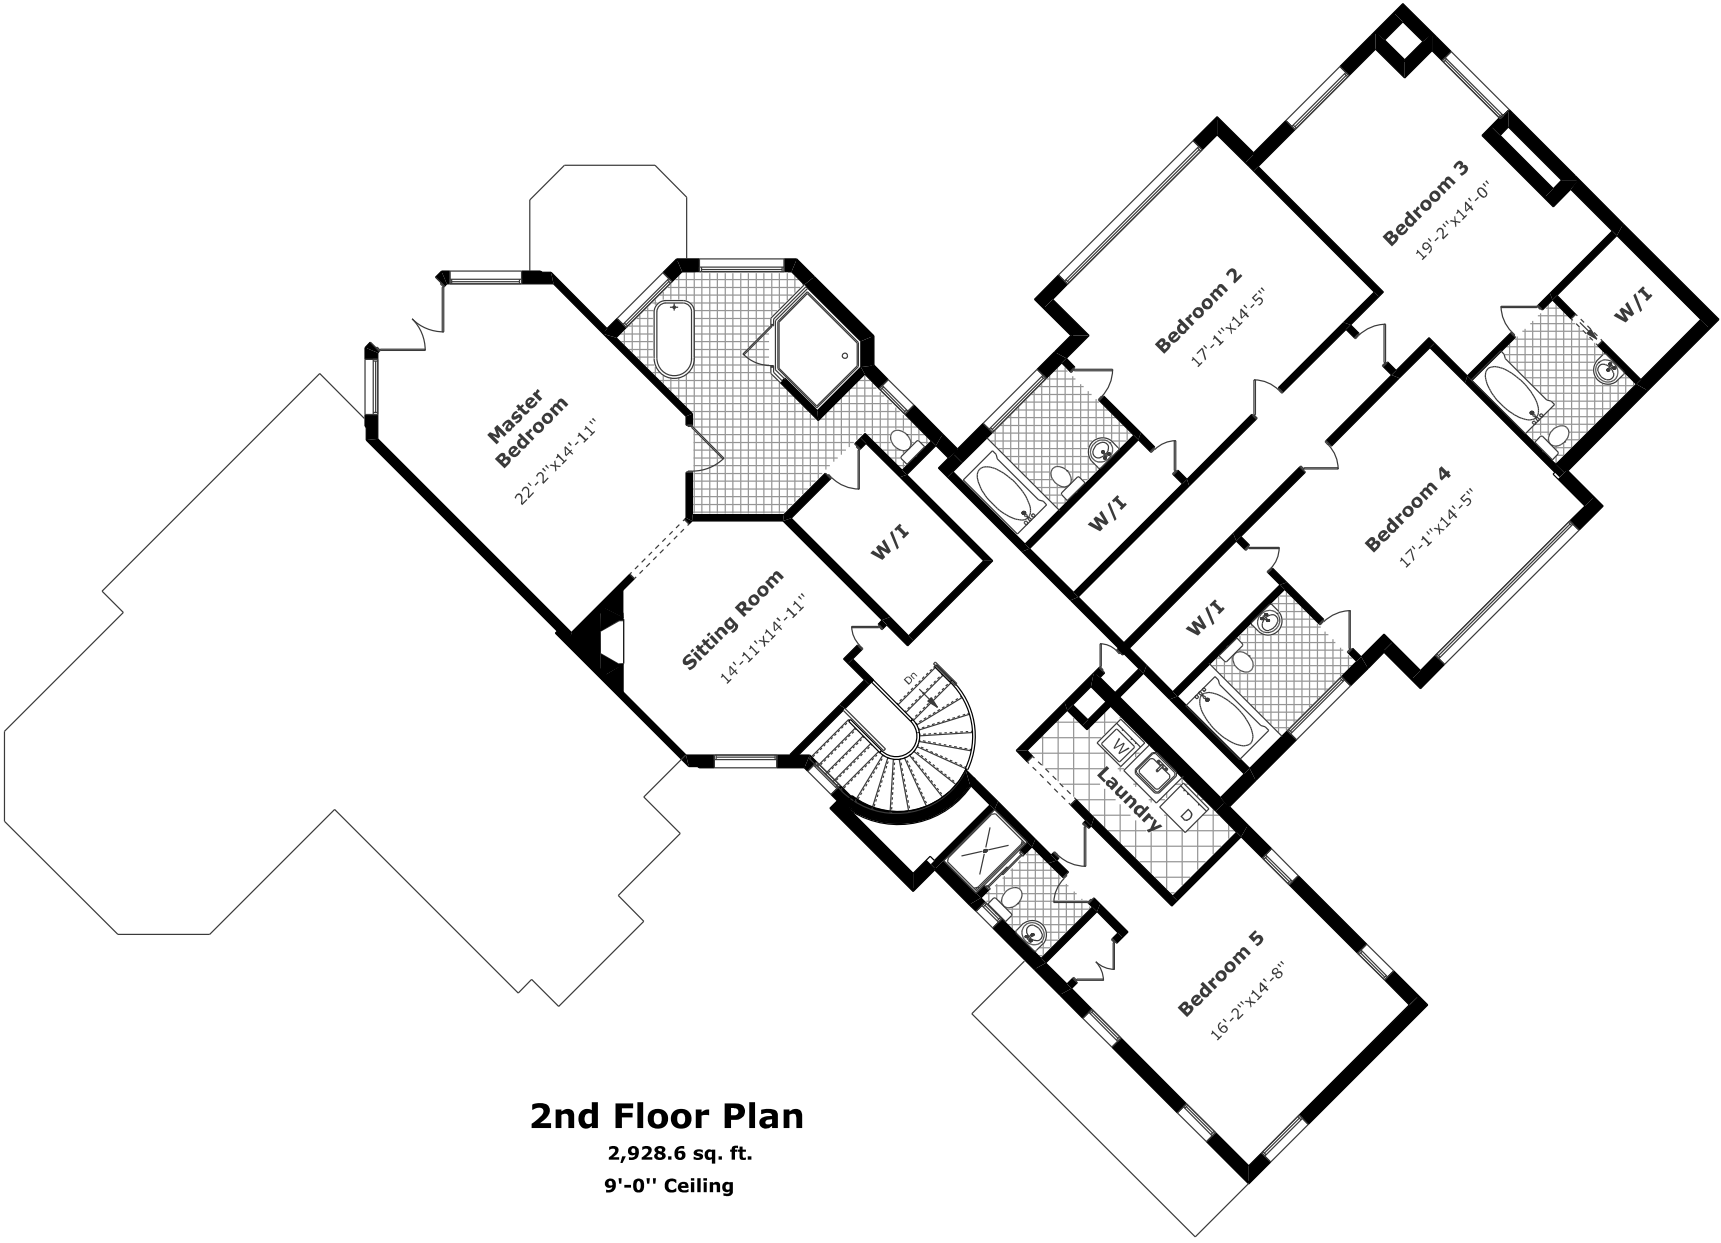 Bedroom 3
19'-2"x14'-0"
W/I
Bedroom 2
17'-1"x14'-5"
Master
Bedroom
22'-2"x14'-11"
W/I
W/I
Bedroom 4
17'-1"x14'-5"
Sitting Room
14'-11'x14'-11"
W/I
Dn
W
Laundry
D
Bedroom 5
16'-2"x14'-8"
2nd Floor Plan
2,928.6 sq. ft.
9'-0'' Ceiling